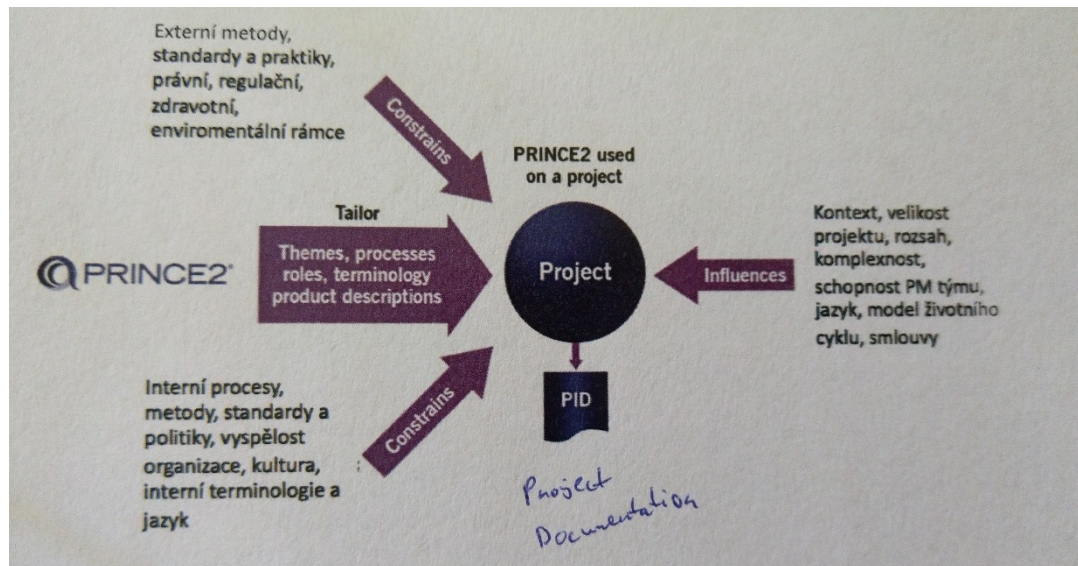 Externí metody,
standardy a praktiky,
právní, regulační,
zdravotní,
enviromentální rámce
Constrains
PRINCE2 used
on a project
Tailor
PRINCE2®
Themes, processes
roles, terminology
product descriptions
Project
Influences
Kontext, velikost
projektu, rozsah,
komplexnost,
schopnost PM týmu,
jazyk, model životního
cyklu, smlouvy
Interní procesy,
metody, standardy a
politiky, vyspělost
organizace, kultura,
interní terminologie a
jazyk
Constrains
PID
Project
Documentation